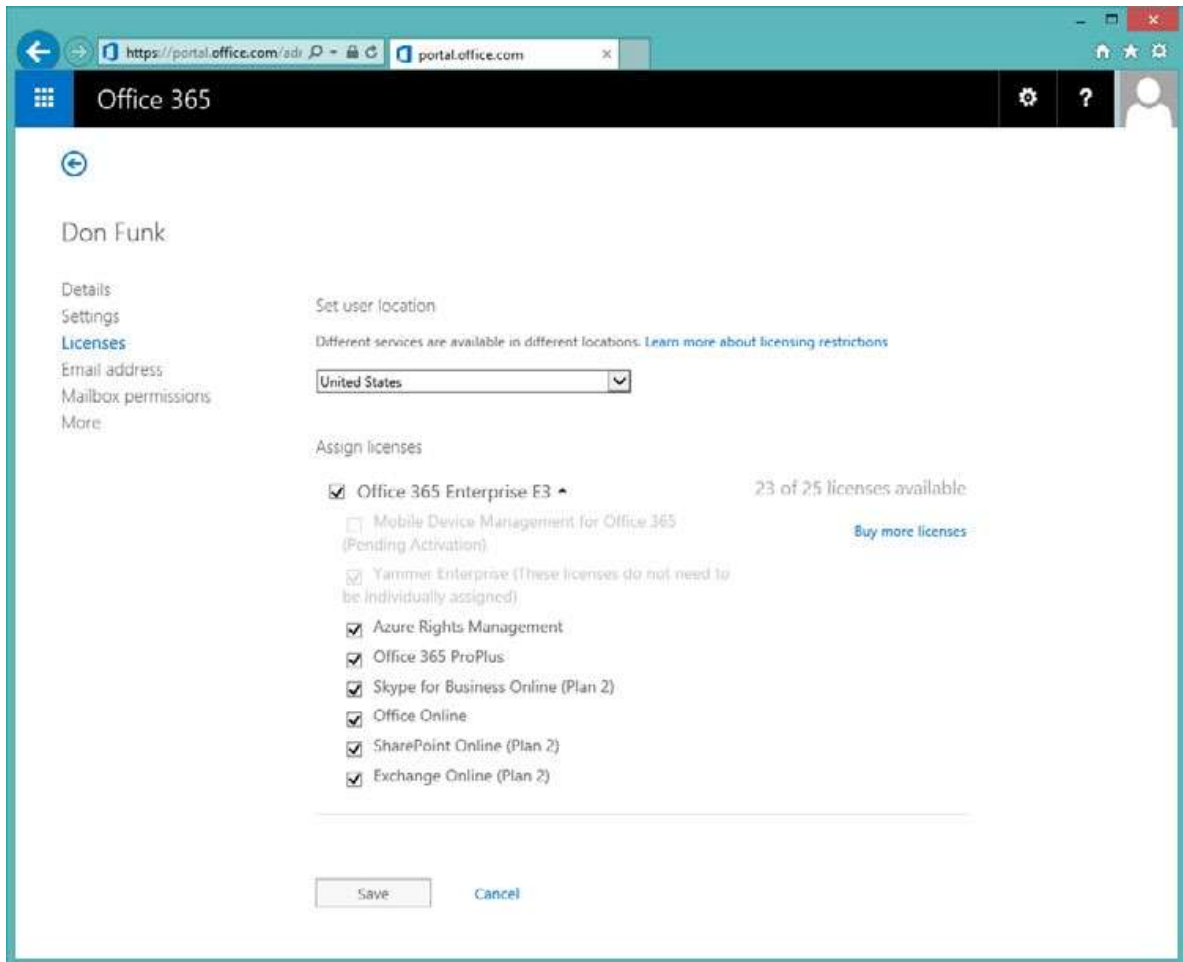 https://portal.office.com/adi
portal.office.com
Office 365
?
Don Funk
Details
Settings
Licenses
Email address
Mailbox permissions
More
Set user location
Different services are available in different locations. Learn more about licensing restrictions
United States
Assign licenses
Office 365 Enterprise E3
23 of 25 licenses available
Mobile Device Management for Office 365
(Pending Activation)
Buy more licenses
Yammer Enterprise (These licenses do not need to
be individually assigned)
Azure Rights Management
Office 365 ProPlus
Skype for Business Online (Plan 2)
Office Online
SharePoint Online (Plan 2)
Exchange Online (Plan 2)
Save
Cancel